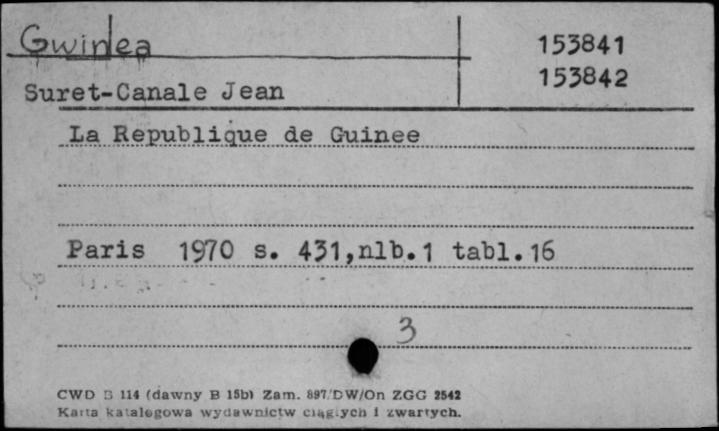 Gwinea
153841
153842
Suret-Canale Jean
La Republique de Guinee
Paris 1970 s. 431,nlb.1 tabl.16
3
CWD B 114 (dawny B 15b) Zam. 897/DW/On ZGG 2542
Karta katalogowa wydawnictw ciągłych i zwartych.